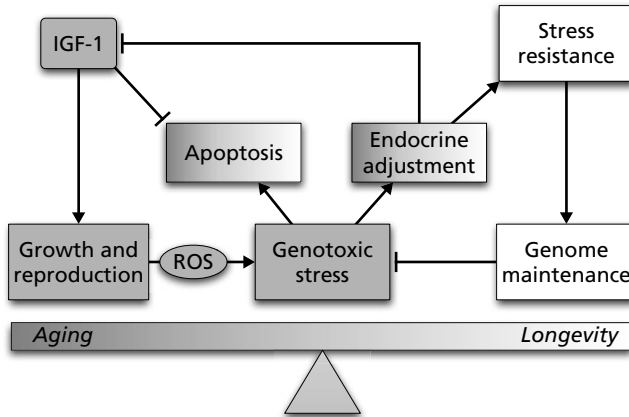 IGF-1
Stress
resistance
Apoptosis
Endocrine
adjustment
Growth and
reproduction
ROS
Genotoxic
stress
Genome
maintenance
Aging
Longevity